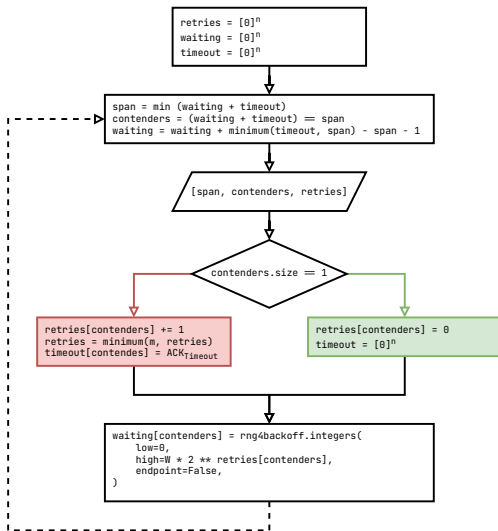 retries = [0]ⁿ
waiting = [0]ⁿ
timeout = [0]ⁿ
span = min (waiting + timeout)
contenders = (waiting + timeout) == span
waiting = waiting + minimum(timeout, span) - span - 1
[span, contenders, retries]
contenders.size == 1
retries[contenders] += 1
retries = minimum(m, retries)
timeout[contendes] = ACK_Timeout
retries[contenders] = 0
timeout = [0]ⁿ
waiting[contenders] = rng4backoff.integers(
low=0,
high=W * 2 ** retries[contenders],
endpoint=False,
)